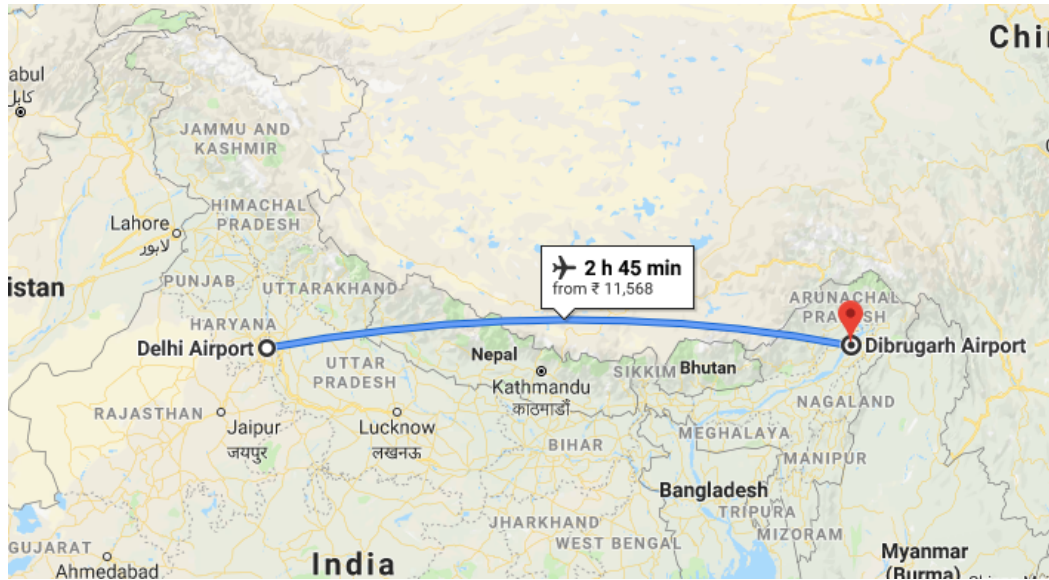 Chi
abul
كابل
JAMMU AND
KASHMIR
HIMACHAL
PRADESH
Lahore
لاہور
istan
PUNJAB
UTTARAKHAND
2 h 45 min
from ₹ 11,568
ARUNACHAL
PRADESH
HARYANA
Delhi Airport
Dibrugarh Airport
Nepal
UTTAR
PRADESH
Kathmandu
काठमाडौँ
SIKKIM
Bhutan
NAGALAND
RAJASTHAN
Jaipur
जयपुर
Lucknow
लखनऊ
BIHAR
MEGHALAYA
MANIPUR
Bangladesh
TRIPURA
MIZORAM
JHARKHAND
WEST BENGAL
GUJARAT
Ahmedabad
India
Myanmar
(Burma)